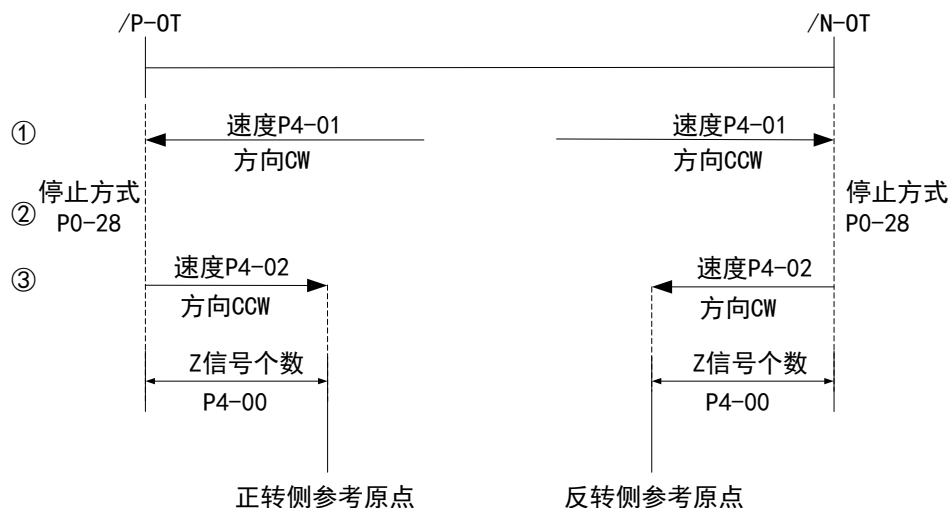 /P-OT
/N-OT
① 速度P4-01 速度P4-01
方向CW 方向CCW
停止方式 停止方式
② P0-28 P0-28
③ 速度P4-02 速度P4-02
方向CCW 方向CW
Z信号个数 Z信号个数
P4-00 P4-00
正转侧参考原点 反转侧参考原点